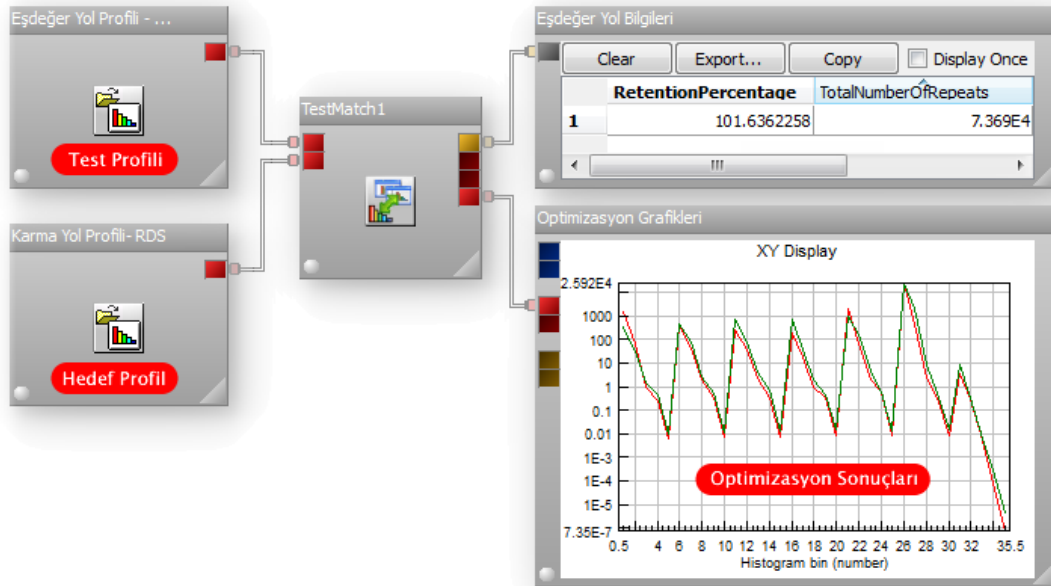 Eşdeğer Yol Profili - ...
Test Profili
Karma Yol Profili- RDS
Hedef Profil
TestMatch1
Eşdeğer Yol Bilgileri
Clear Export... Copy Display Once
RetentionPercentage TotalNumberOfRepeats
1 101.6362258 7.369E4
Optimizasyon Grafikleri
XY Display
2.592E4
1000
100
10
1
0.1
0.01
1E-3
1E-4
1E-5
7.35E-7
Optimizasyon Sonuçları
0.5 4 6 8 10 12 14 16 18 20 22 24 26 28 30 32 35.5
Histogram bin (number)